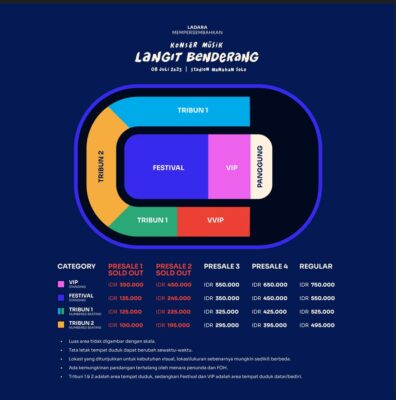 LADARA
MEMPERSEMBAHKAN
KONSER MUSIK
LANGIT BENDERANG
08 JULI 2023 | STADION MANAHAN SOLO
TRIBUN 1
TRIBUN 2
FESTIVAL
VIP
PANGGUNG
TRIBUN 1
VVIP
CATEGORY PRESALE 1 SOLD OUT PRESALE 2 SOLD OUT PRESALE 3 PRESALE 4 REGULAR
VIP STANDING IDR 350.000 IDR 450.000 IDR 550.000 IDR 650.000 IDR 750.000
FESTIVAL STANDING IDR 135.000 IDR 245.000 IDR 350.000 IDR 450.000 IDR 550.000
TRIBUN 1 NUMBERED SEATING IDR 125.000 IDR 225.000 IDR 325.000 IDR 425.000 IDR 525.000
TRIBUN 2 NUMBERED SEATING IDR 100.000 IDR 195.000 IDR 295.000 IDR 395.000 IDR 495.000
• Luas area tidak digambar dengan skala.
• Tata letak tempat duduk dapat berubah sewaktu-waktu.
• Lokasi yang ditunjukkan untuk kebutuhan visual, lokasi/ukuran sebenarnya mungkin sedikit berbeda.
• Ada kemungkinan pandangan terhalang oleh menara penunda dan FOH.
• Tribun 1 & 2 adalah area tempat duduk, sedangkan Festival dan VIP adalah area tempat duduk datar/berdiri.